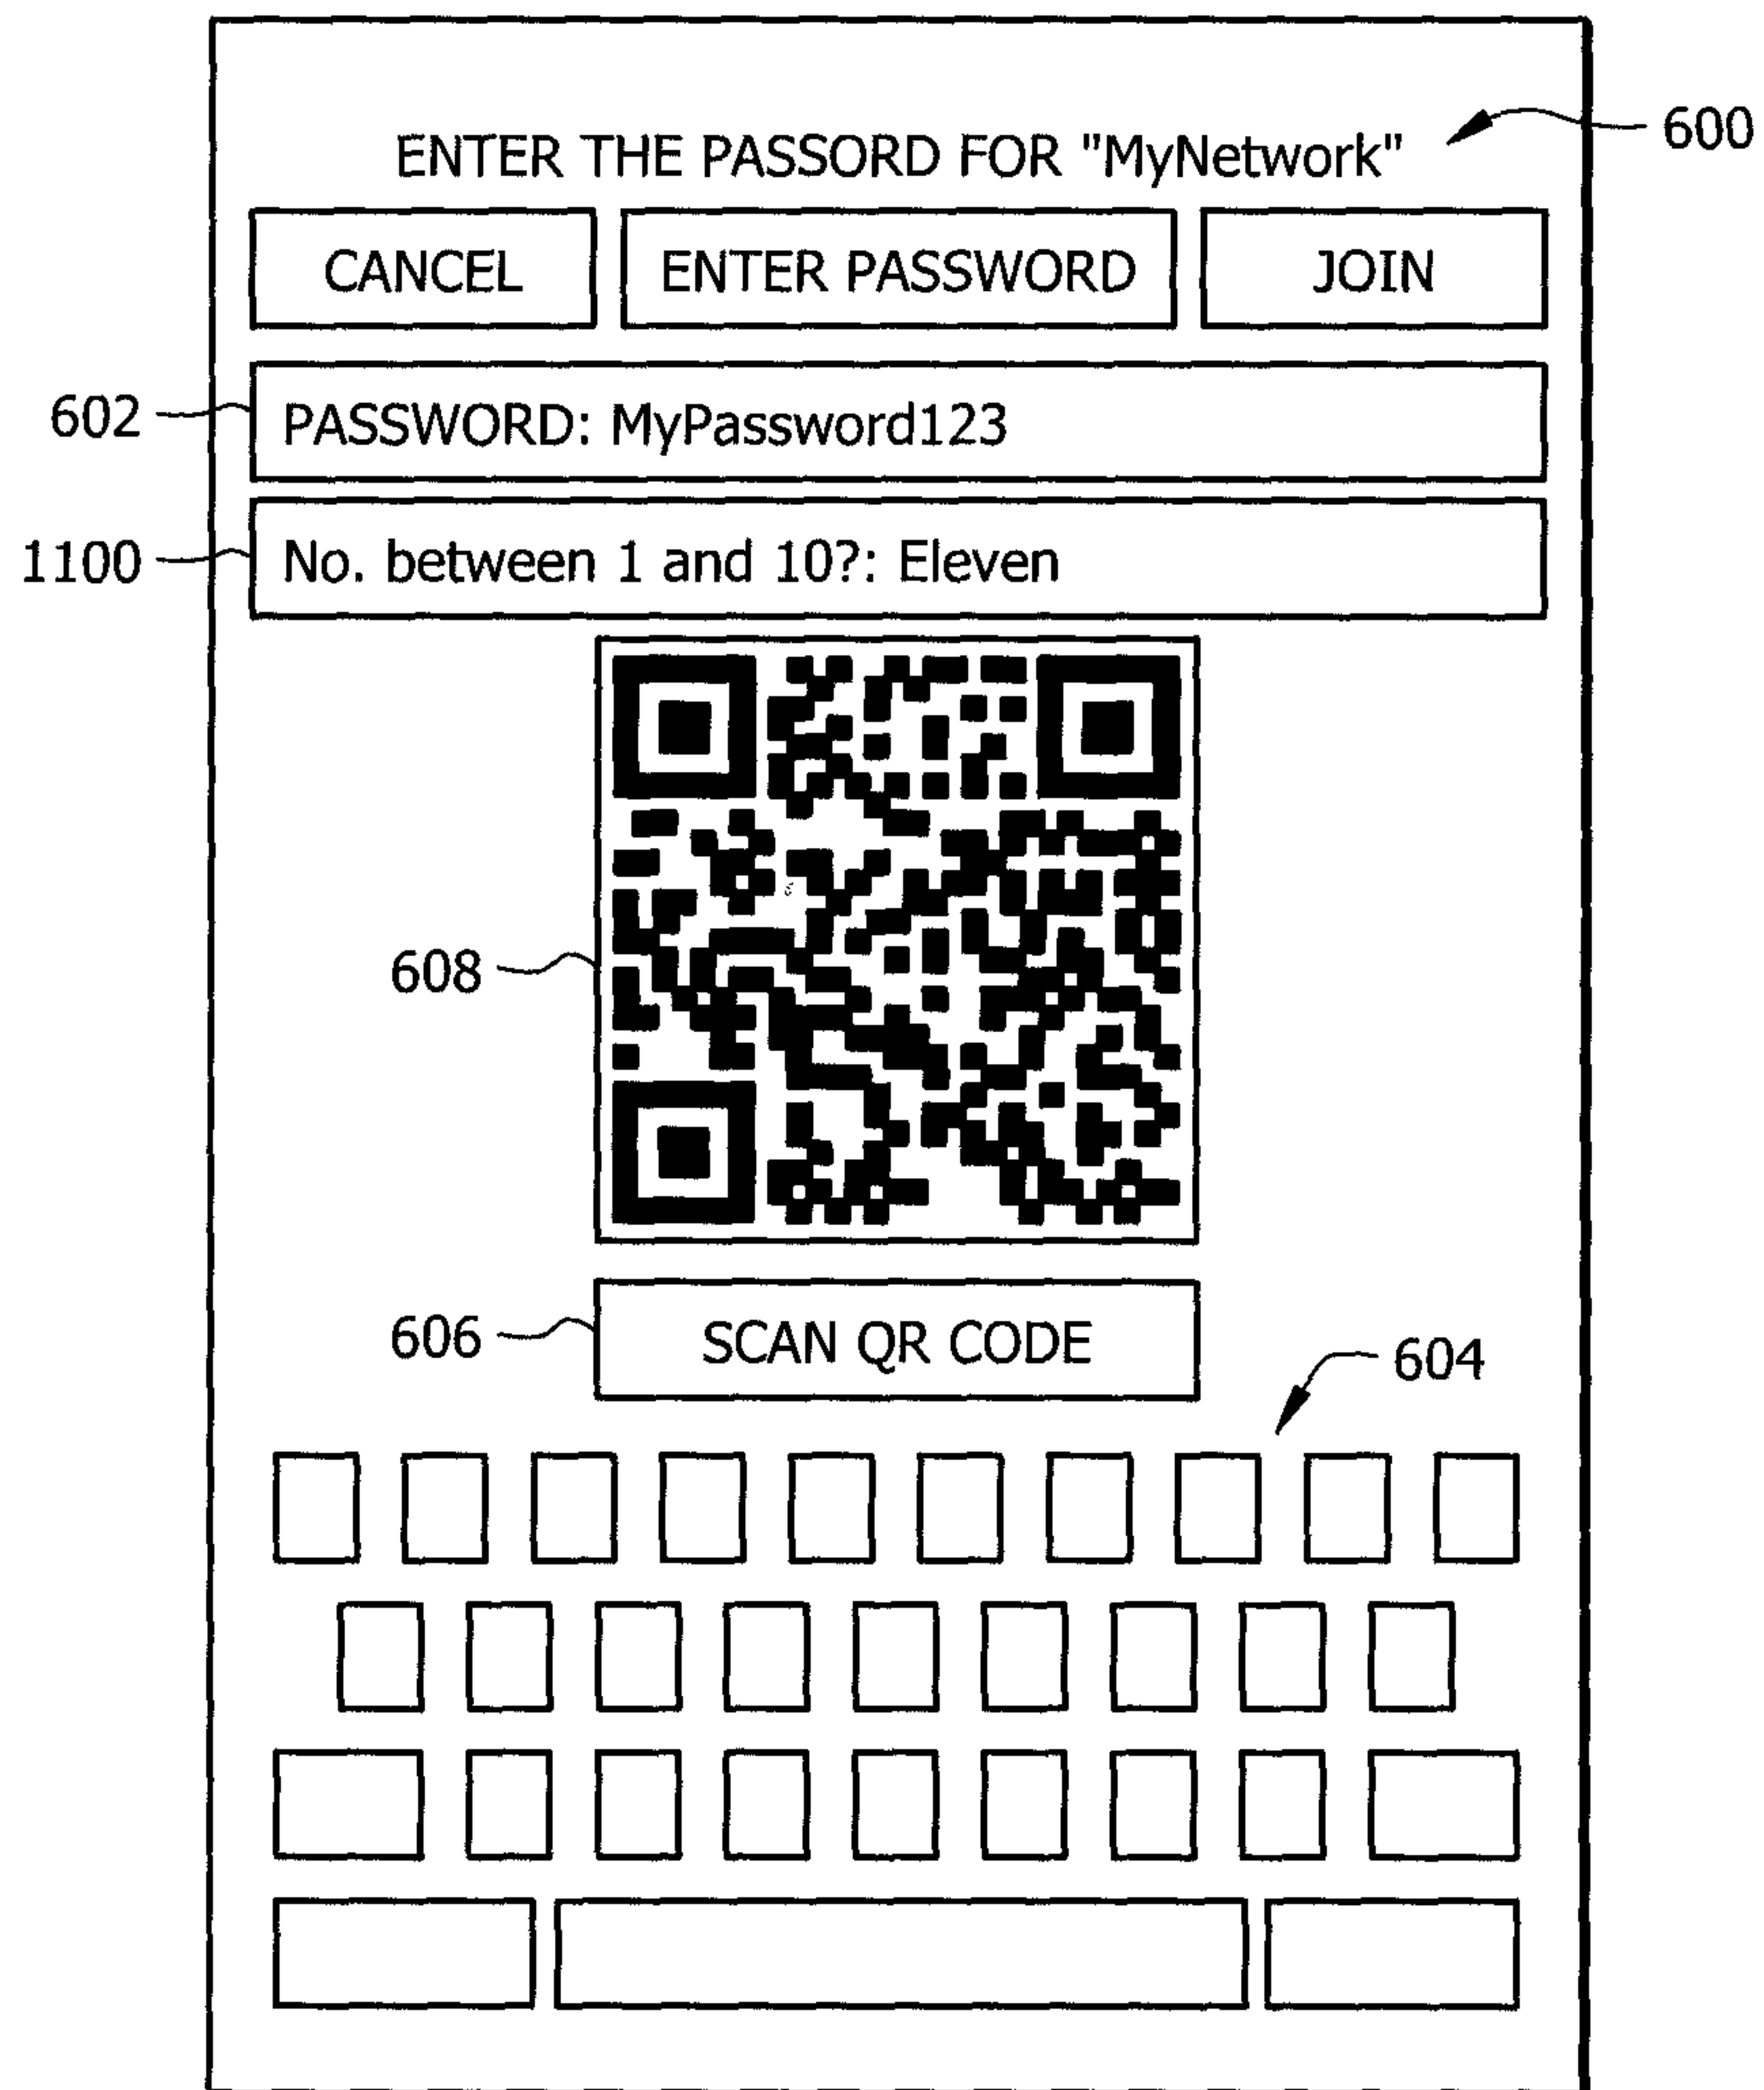 600
ENTER THE PASSORD FOR "MyNetwork"
CANCEL
ENTER PASSWORD
JOIN
602
PASSWORD: MyPassword123
1100
No. between 1 and 10?: Eleven
608
606
SCAN QR CODE
604